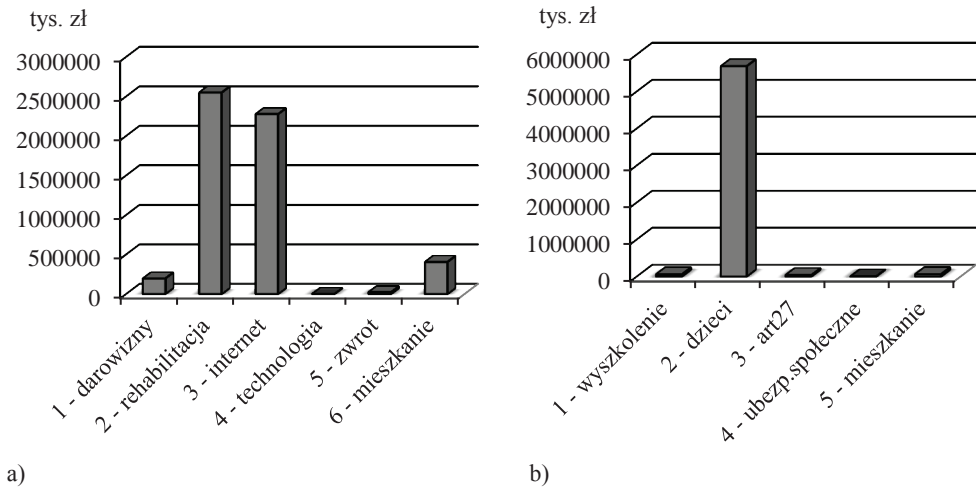 tys. zł
3000000
2500000
2000000
1500000
1000000
500000
0
1 - darowizny
2 - rehabilitacja
3 - internet
4 - technologia
5 - zwrot
6 - mieszkanie
a)
tys. zł
6000000
5000000
4000000
3000000
2000000
1000000
0
1 - wyszkolenie
2 - dzieci
3 - art27
4 - ubezp.społeczne
5 - mieszkanie
b)